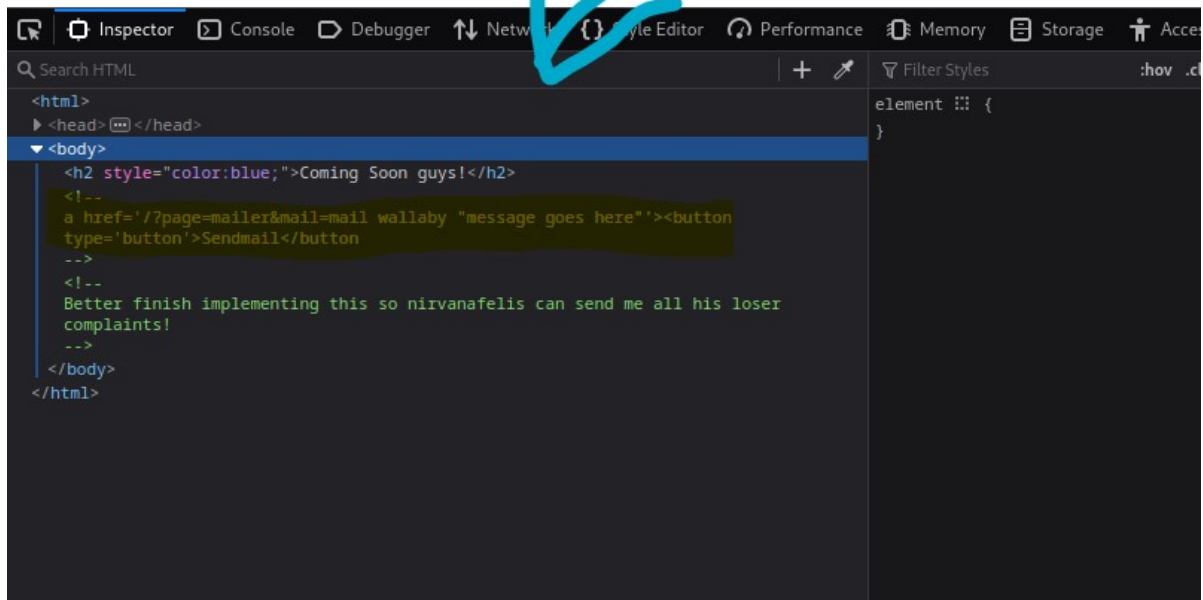 Inspector Console Debugger Network {} Style Editor Performance Memory Storage Acces
Search HTML + Filter Styles :hov .cl
<html>
<head> ••• </head>
<body>
<h2 style="color:blue;">Coming Soon guys!</h2>
<!--
a href='/?page=mailer&mail=mail wallaby "message goes here"'><button
type='button'>Sendmail</button
-->
<!--
Better finish implementing this so nirvanafelis can send me all his loser
complaints!
-->
</body>
</html>
element {
}